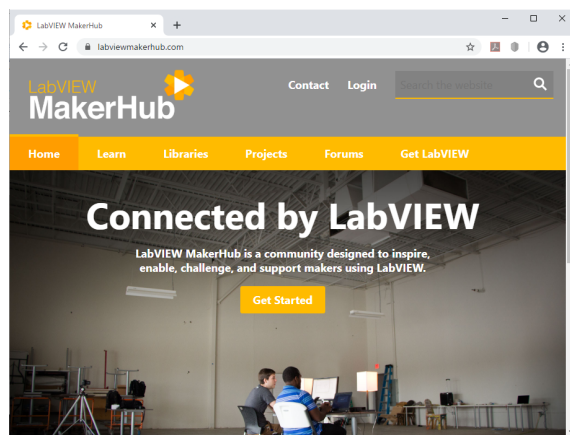 LabVIEW MakerHub
labviewmakerhub.com
LabVIEW
MakerHub
Contact Login Search the website
Home Learn Libraries Projects Forums Get LabVIEW
Connected by LabVIEW
LabVIEW MakerHub is a community designed to inspire,
enable, challenge, and support makers using LabVIEW.
Get Started